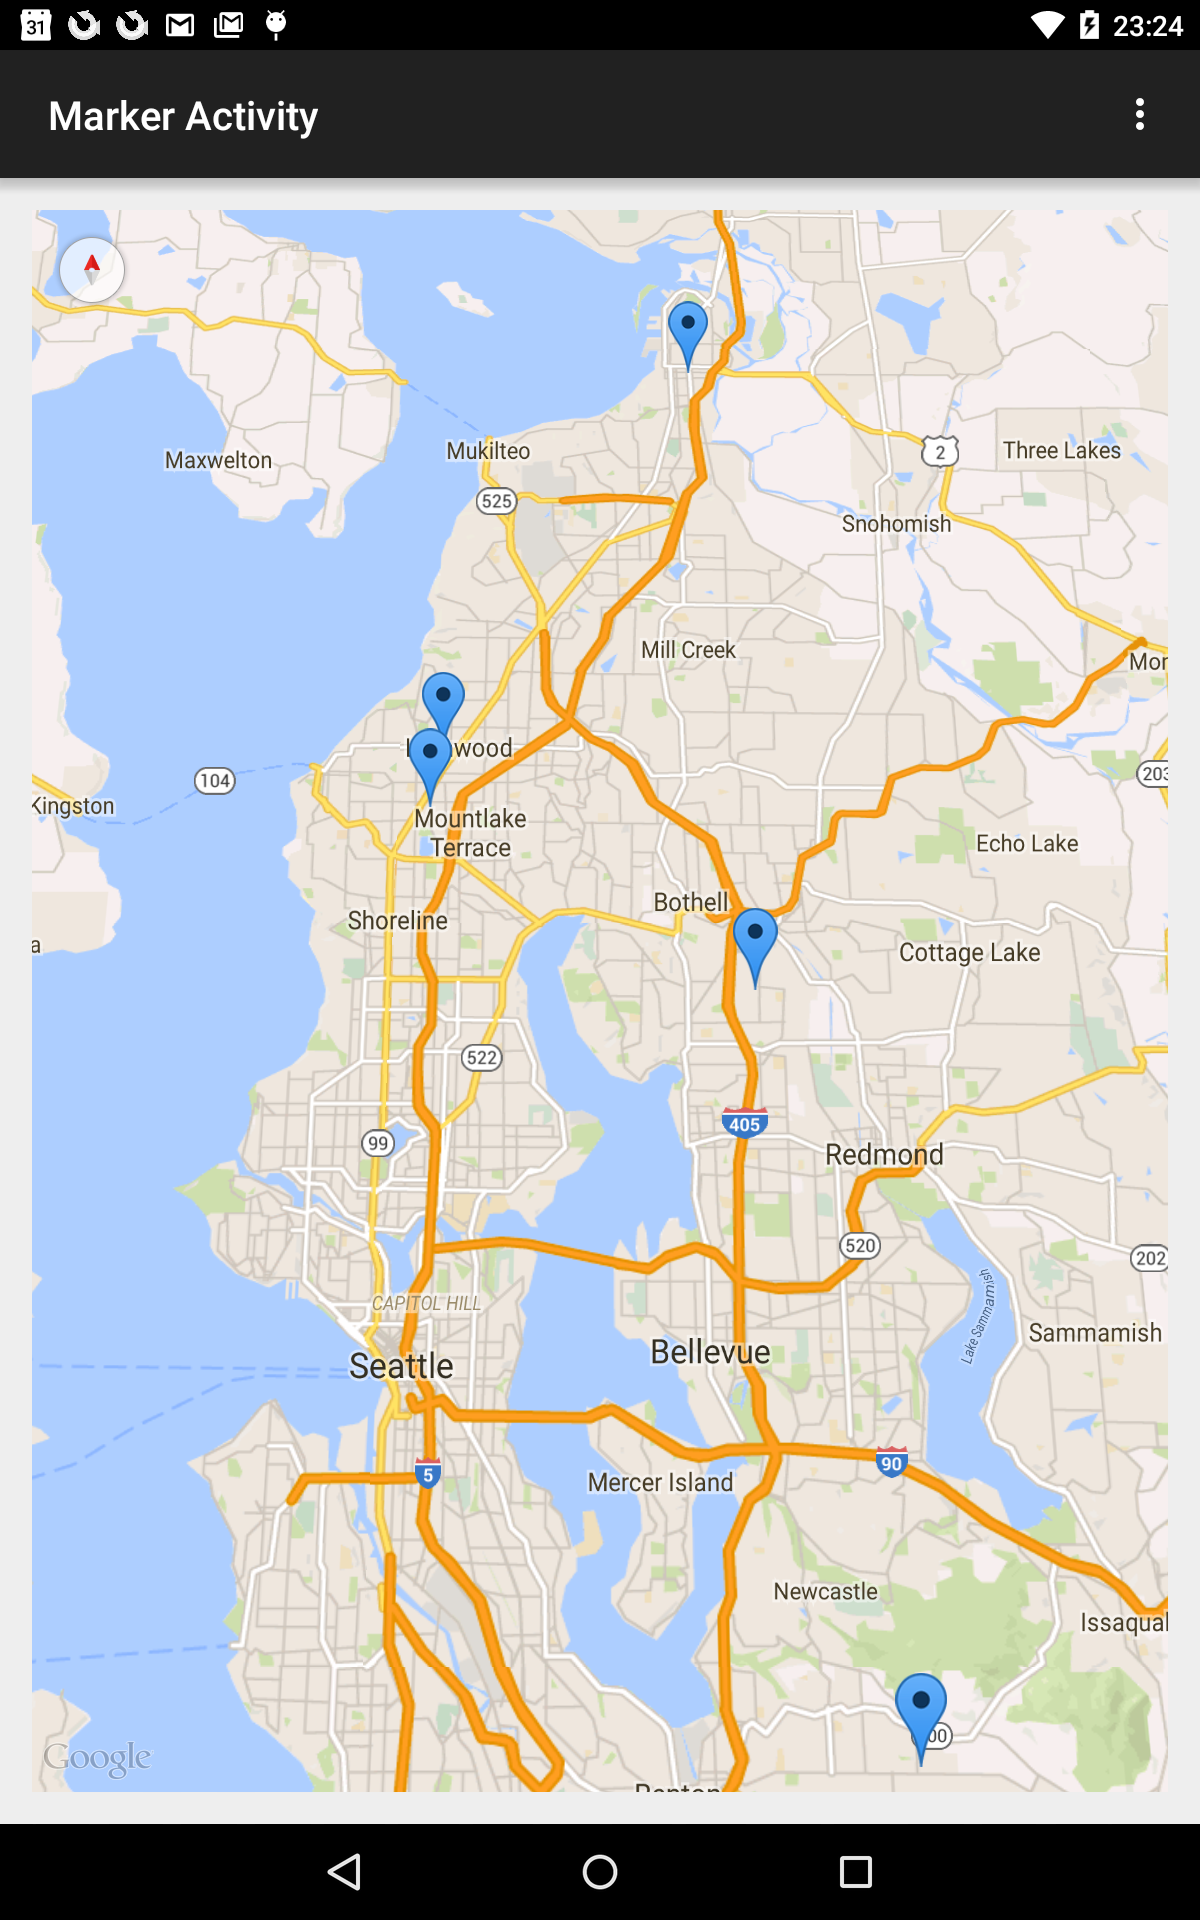 31
23:24
Marker Activity
Maxwelton
Mukilteo
525
2
Three Lakes
Snohomish
Mill Creek
Mor
wood
104
203
Kingston
Mountlake
Terrace
Echo Lake
Bothell
Shoreline
a
Cottage Lake
522
405
99
Redmond
520
202
CAPITOL HILL
Lake Sammamish
Sammamish
Bellevue
Seattle
90
5
Mercer Island
Newcastle
Issaquah
00
Google
Renton